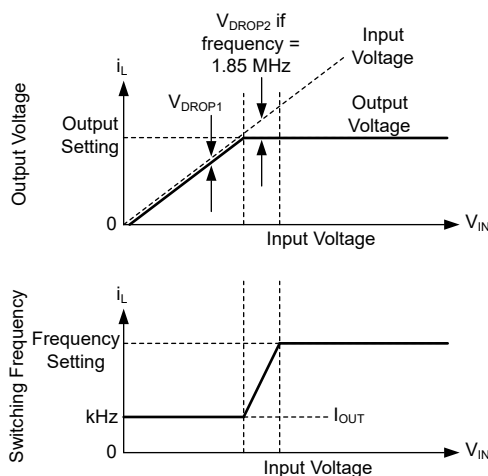 V_DROP2 if
frequency =
1.85 MHz
Input
Voltage
i_L
V_DROP1
Output
Setting
Output
Voltage
Output Voltage
0
V_IN
Input Voltage
i_L
Frequency
Setting
Switching Frequency
kHz
I_OUT
0
V_IN
Input Voltage